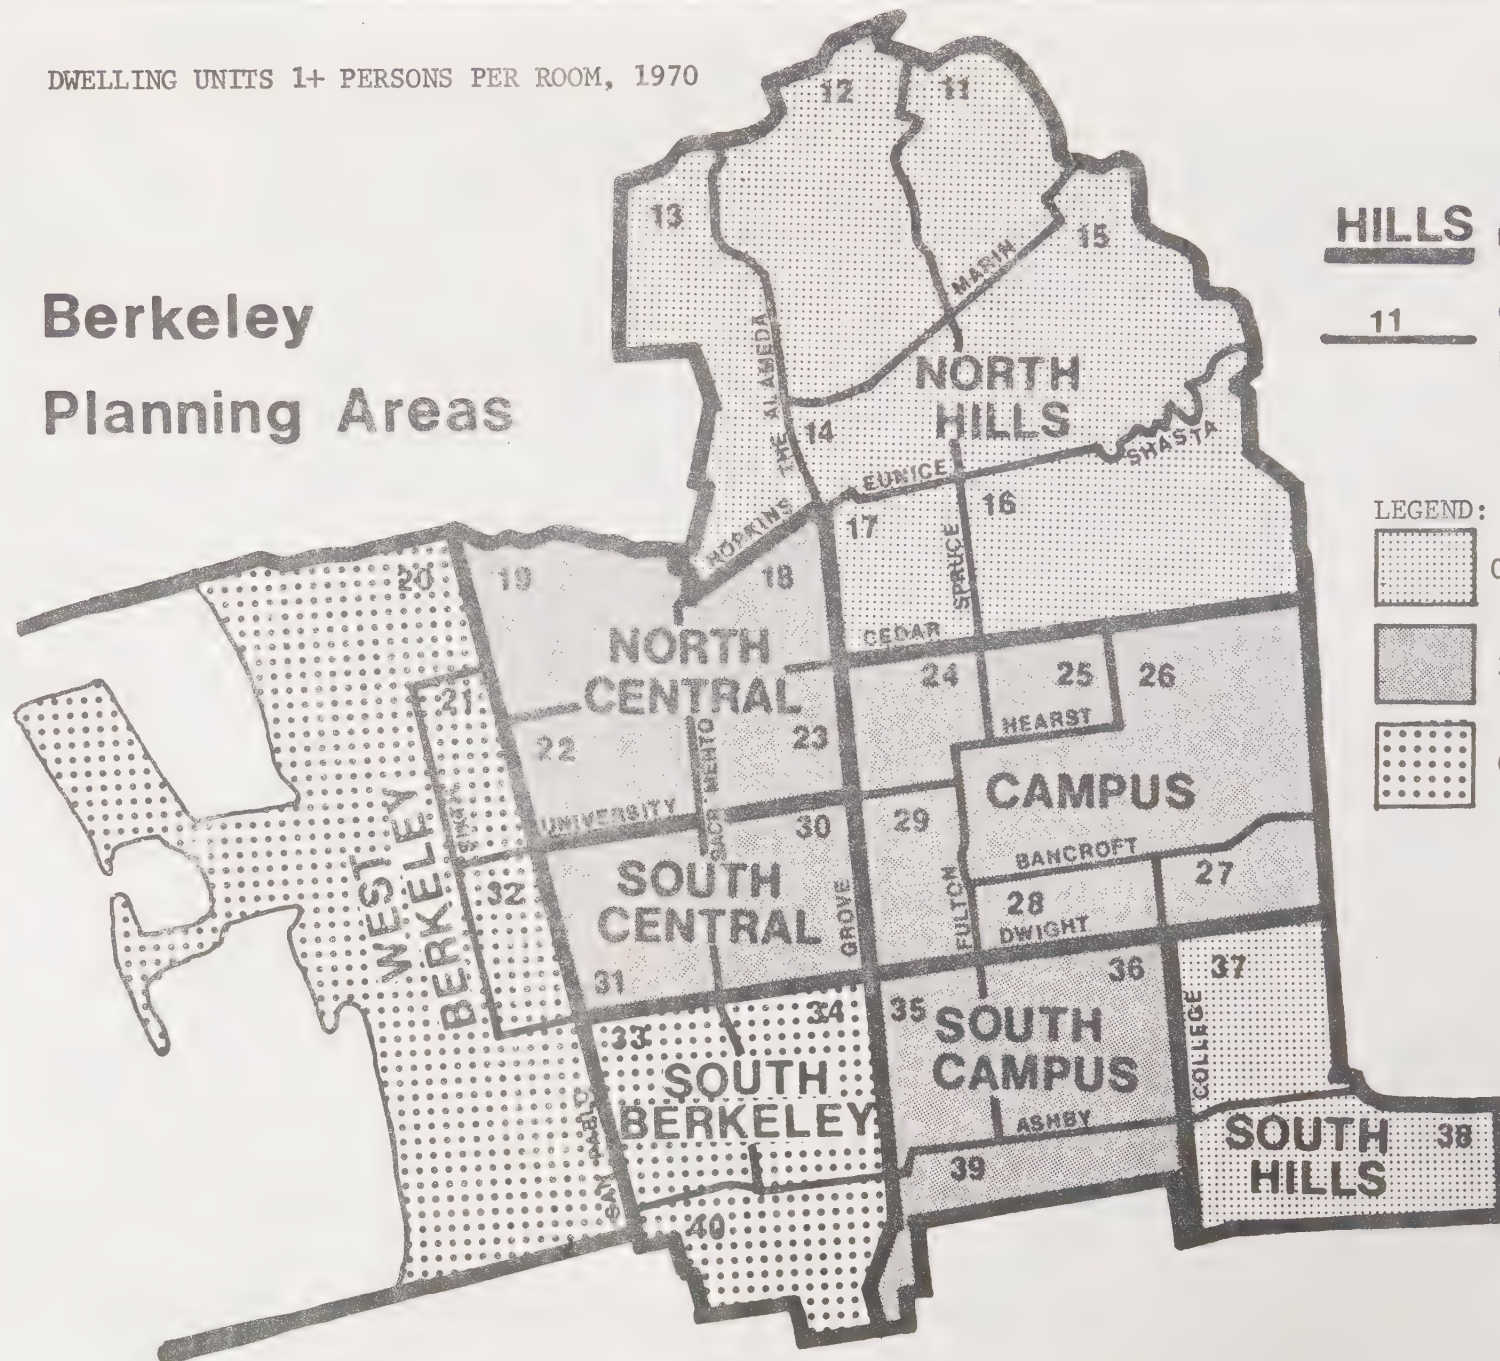 DWELLING UNITS 1+ PERSONS PER ROOM, 1970
Berkeley
Planning Areas
HILLS
11
LEGEND:
12
11
13
15
MARIN
THE ALAMEDA
NORTH
HILLS
14
SHASTA
EUNICE
HOPKINS
17
16
SPRUCE
CEDAR
20
19
18
NORTH
CENTRAL
21
22
23
SACRAMENTO
UNIVERSITY
24
25
26
HEARST
CAMPUS
BANCROFT
WEST
BERKELEY
32
30
29
SOUTH
CENTRAL
GROVE
FULTON
28
27
DWIGHT
31
33
34
35
36
37
SOUTH
CAMPUS
COLLEGE
SOUTH
BERKELEY
SAN PABLO
ASHBY
39
SOUTH
HILLS
38
40